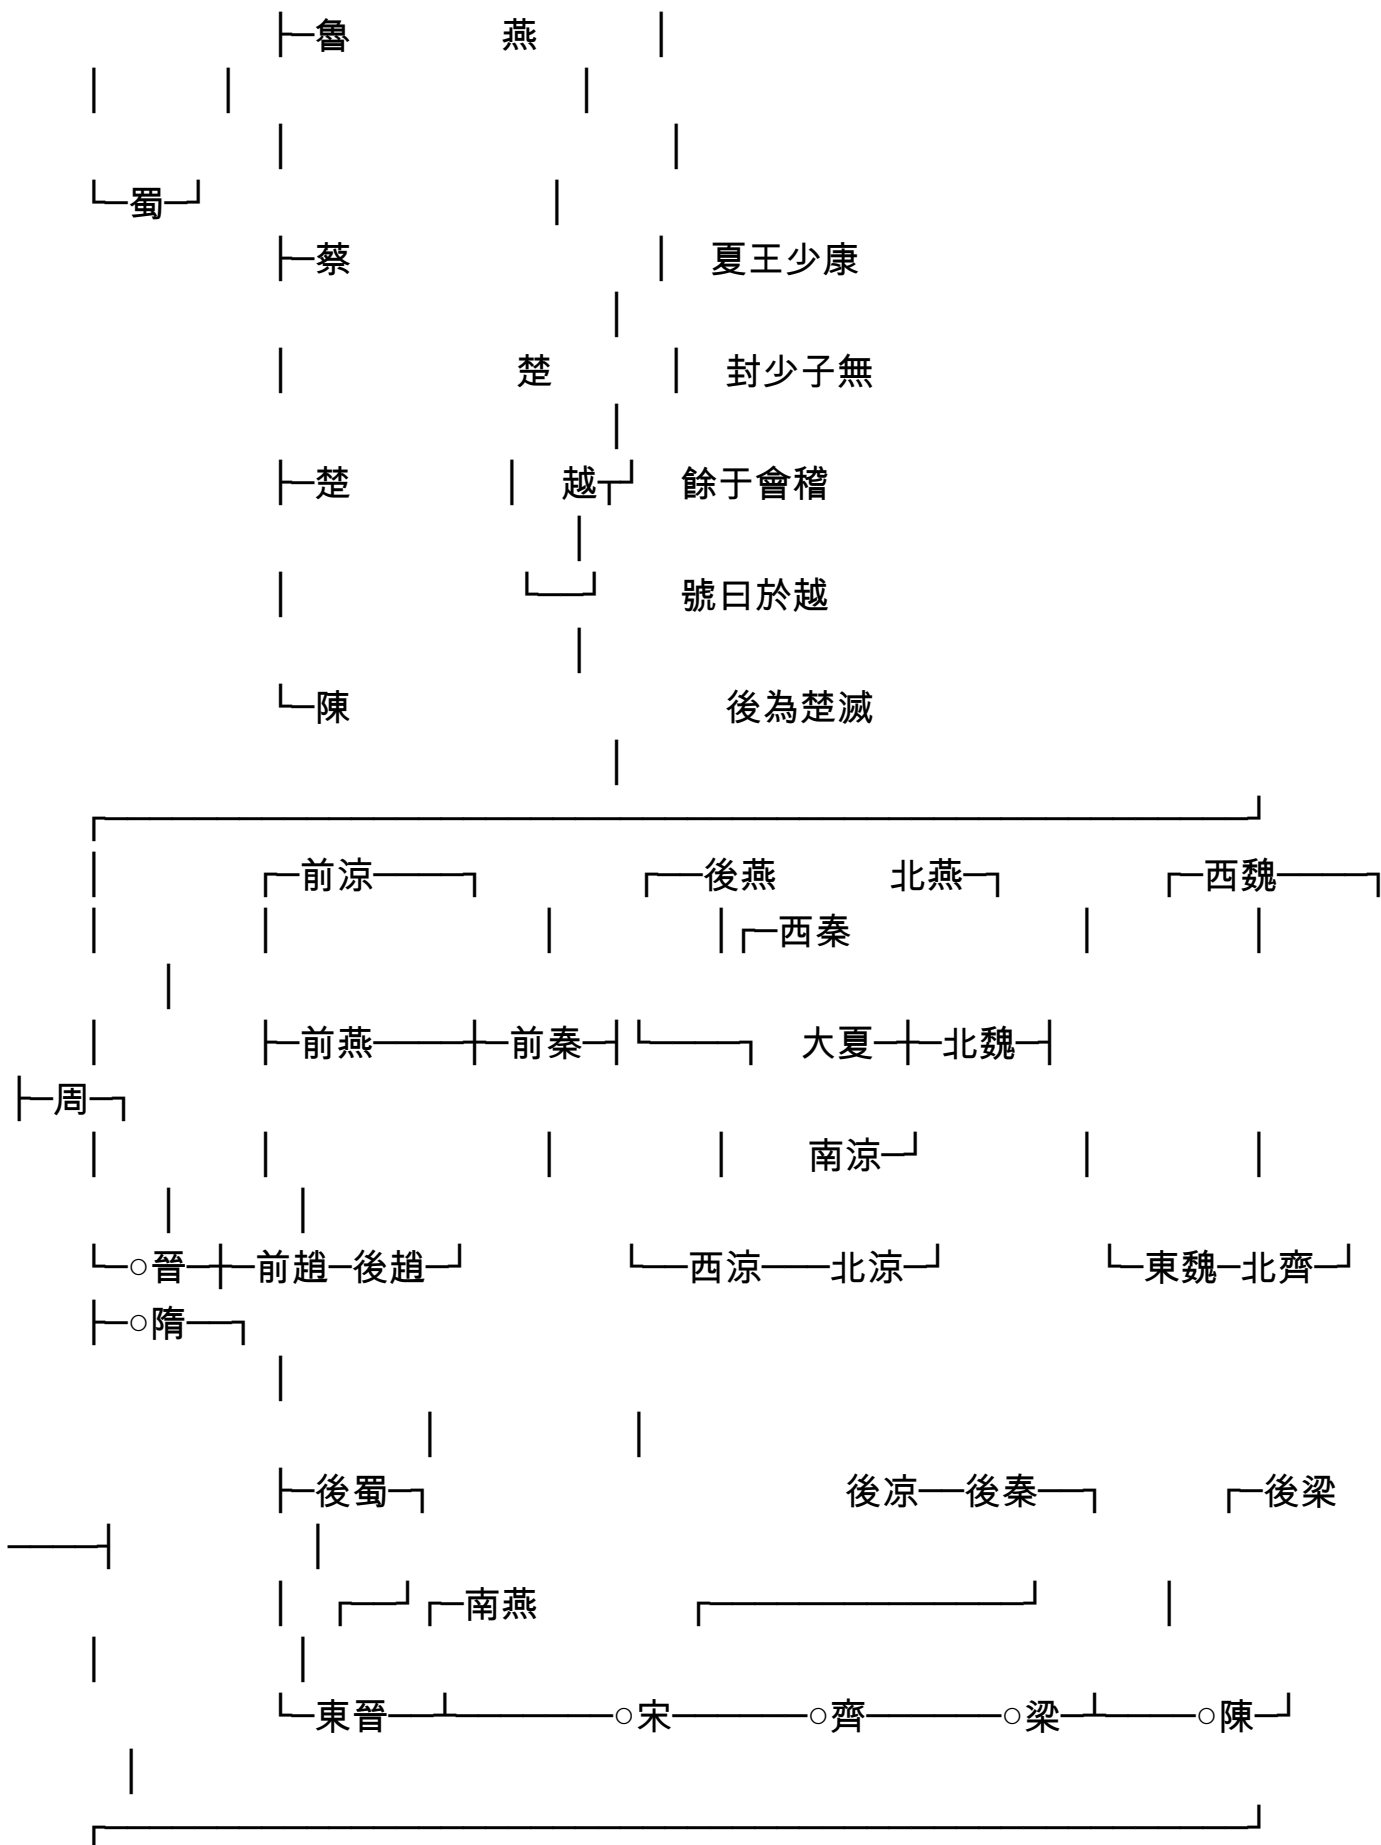 ├─魯 燕 │
│ │ │
│ │
└─蜀─┘ │
├─蔡 │ 夏王少康
│
│ 楚 │ 封少子無
│
├─楚 │ 越┬┘ 餘于會稽
│
│ └──┘ 號曰於越
│
└─陳 後為楚滅
│
┌──────────────────────────────┘
│ ┌─前涼───┐ ┌──後燕 北燕─┐ ┌─西魏───┐
│ │ │ │┌─西秦 │ │
│
│ ├─前燕───┼─前秦─┤└───┐ 大夏─┼─北魏─┤
├─周─┐
│ │ │ │ 南涼─┘ │ │
│ │
└─○晉─┼─前趙─後趙─┘ └──西涼──北涼─┘ └─東魏─北齊─┘
├─○隋──┐
│
│ │
├─後蜀─┐ 後凉──後秦──┐ ┌─後梁
───┤ │
│ ┌──┘┌─南燕 ┌─────────┘ │
│ │
└─東晉──┴─────○宋────○齊────○梁─┴───○陳─┘
│
┌──────────────────────────────┘